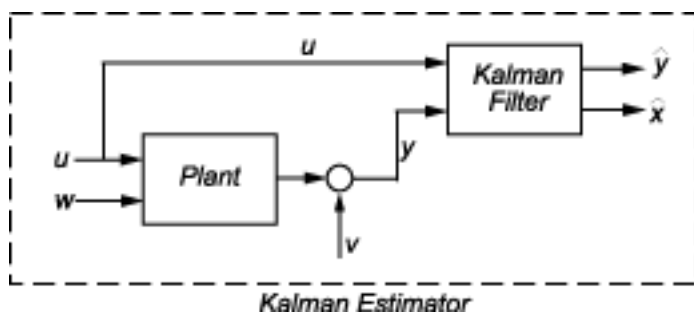 u
Kalman
Filter
ŷ
x̂
u
w
Plant
y
v
Kalman Estimator